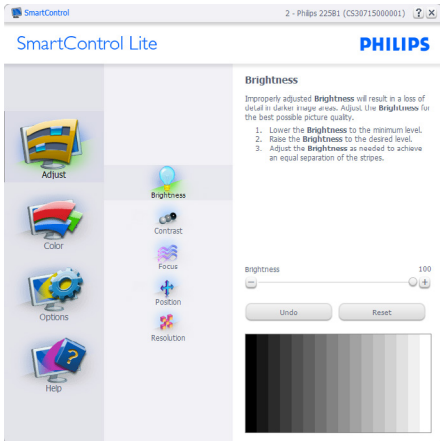 SmartControl
2 - Philips 225B1 (CS30715000001)
SmartControl Lite
PHILIPS
Adjust
Color
Options
Help
Brightness
Contrast
Focus
Position
Resolution
Brightness
Improperly adjusted Brightness will result in a loss of
detail in darker image areas. Adjust the Brightness for
the best possible picture quality.
1. Lower the Brightness to the minimum level.
2. Raise the Brightness to the desired level.
3. Adjust the Brightness as needed to achieve
an equal separation of the stripes.
Brightness 100
Undo Reset